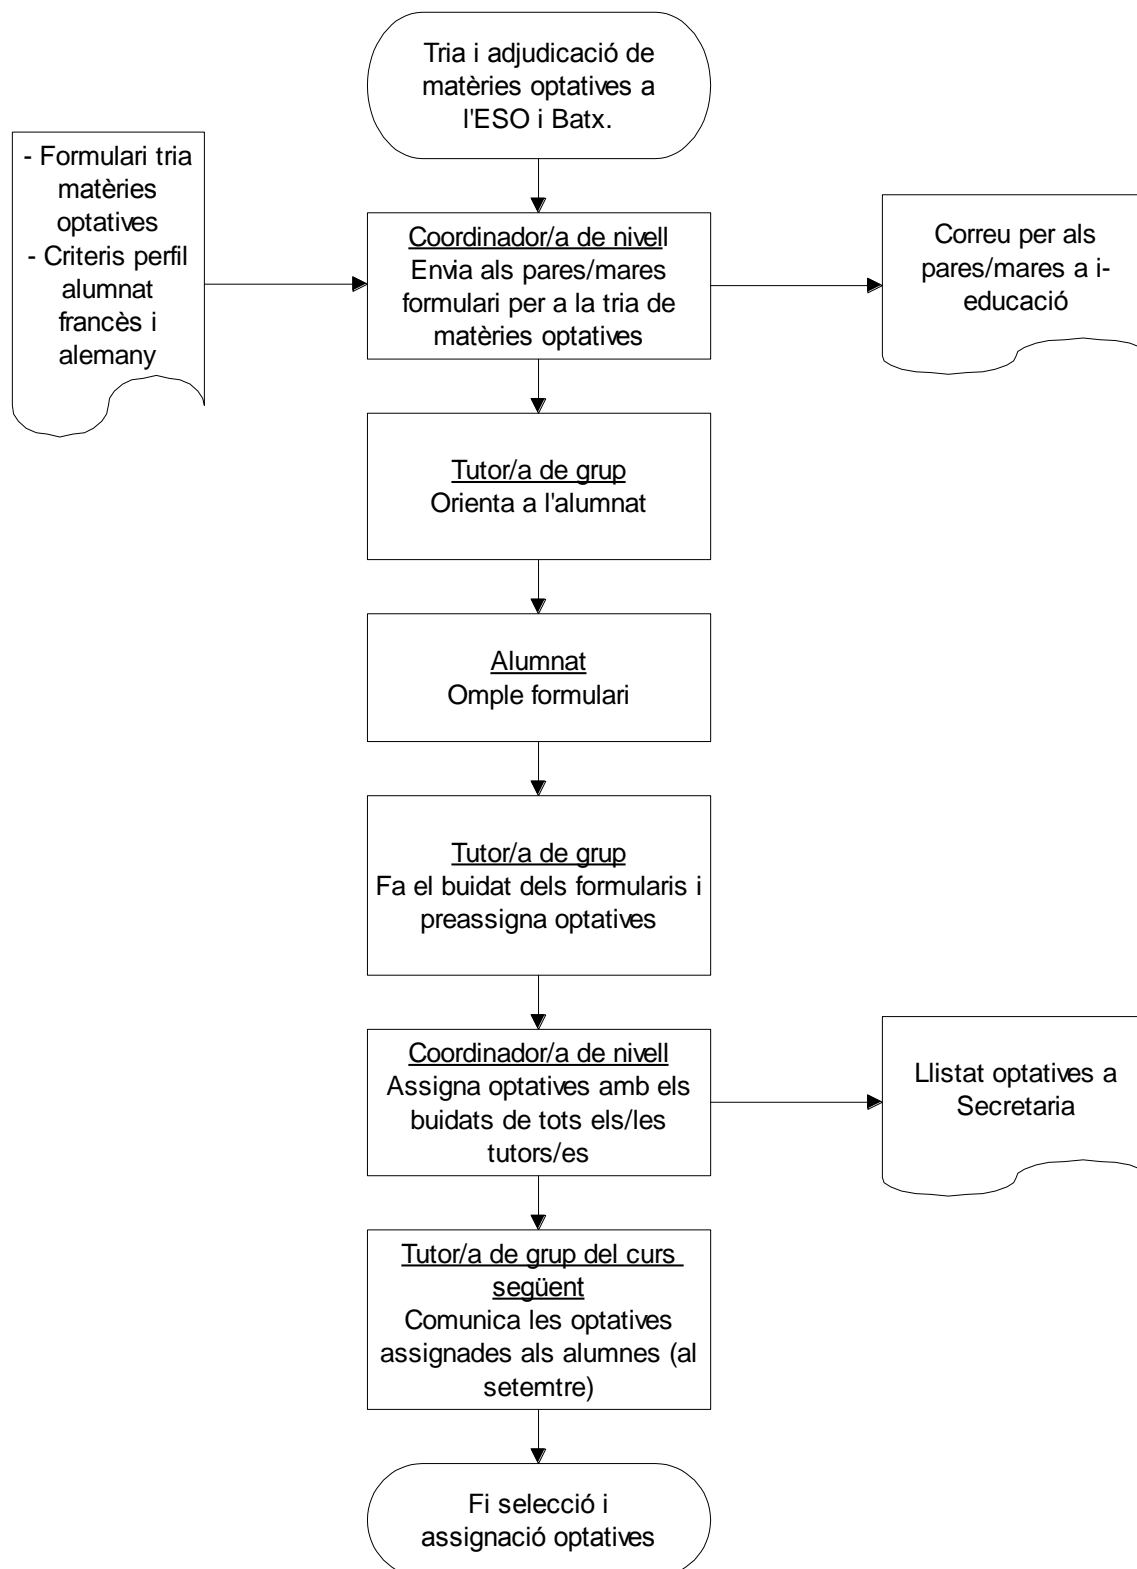 Tria i adjudicació de
matèries optatives a
l'ESO i Batx.
- Formulari tria
matèries
optatives
- Criteris perfil
alumnat
francès i
alemany
Coordinador/a de nivell
Envia als pares/mares
formulari per a la tria de
matèries optatives
Correu per als
pares/mares a i-
educació
Tutor/a de grup
Orienta a l'alumnat
Alumnat
Omple formulari
Tutor/a de grup
Fa el buidat dels formularis i
preassigna optatives
Coordinador/a de nivell
Assigna optatives amb els
buidats de tots els/les
tutors/es
Llistat optatives a
Secretaria
Tutor/a de grup del curs
següent
Comunica les optatives
assignades als alumnes (al
setemtre)
Fi selecció i
assignació optatives